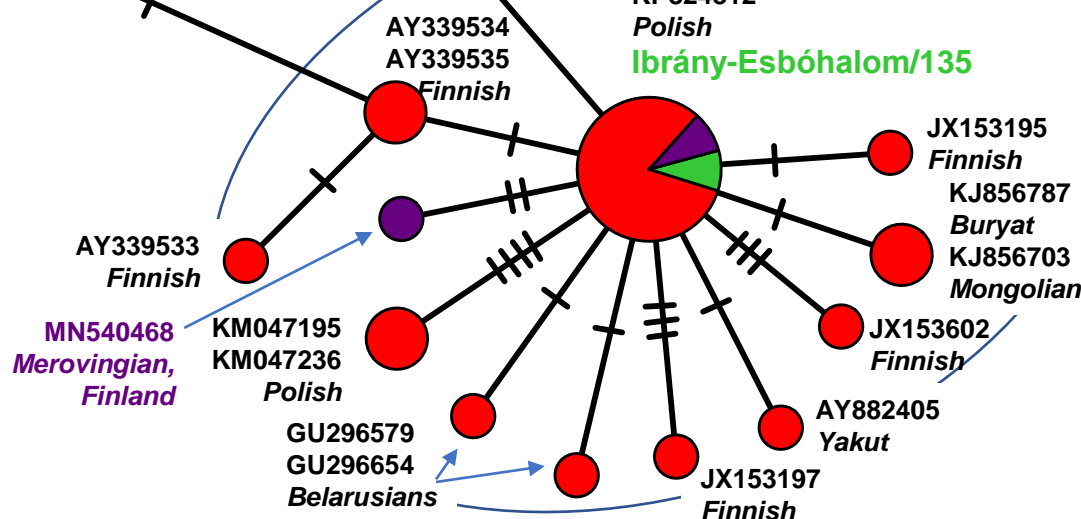 Polish
Ibrány-Esbóhalom/135
AY339534
AY339535
Finnish
JX153195
Finnish
KJ856787
Buryat
KJ856703
Mongolian
AY339533
Finnish
MN540468
Merovingian,
Finland
KM047195
KM047236
Polish
JX153602
Finnish
AY882405
Yakut
GU296579
GU296654
Belarusians
JX153197
Finnish